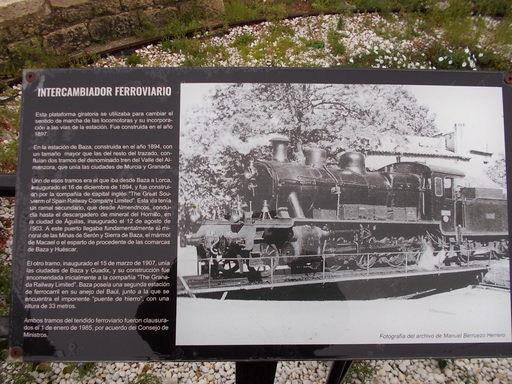 INTERCAMBIADOR FERROVIARIO
Esta plataforma giratoria se utilizaba para cambiar el
sentido de marcha de las locomotoras y su incorpora-
ción a las vías de la estación. Fue construida en el año
1897.
En la estación de Baza, construida en el año 1894, con
un tamaño mayor que las del resto del trazado, con-
fluían dos tramos del denominado tren del Valle del Al-
manzora, que unía las ciudades de Murcia y Granada.
Uno de esos tramos era el que iba desde Baza a Lorca,
inaugurado el 16 de diciembre de 1894, y fue construi-
do por la compañía de capital inglés "The Great Sou-
thern of Spain Railway Company Limited". Esta vía tenía
un ramal secundario, que desde Almendricos, condu-
cía hasta el descargadero de mineral del Hornillo, en
la ciudad de Águilas, inaugurado el 12 de agosto de
1903. A este puerto llegaba fundamentalmente el mi-
neral de las Minas de Serón y Sierra de Baza, el mármol
de Macael o el esparto de procedente de las comarcas
de Baza y Huéscar.
El otro tramo, inaugurado el 15 de marzo de 1907, unía
las ciudades de Baza y Guadix, y su construcción fue
encomendada inicialmente a la compañía "The Grana-
da Railway Limited". Baza poseía una segunda estación
de ferrocarril en su anejo del Baúl, junto a la que se
encuentra el imponente "puente de hierro", con una
altura de 33 metros.
Ambos tramos del tendido ferroviario fueron clausura-
dos el 1 de enero de 1985, por acuerdo del Consejo de
Ministros.
Fotografía del archivo de Manuel Berruezo Herrero